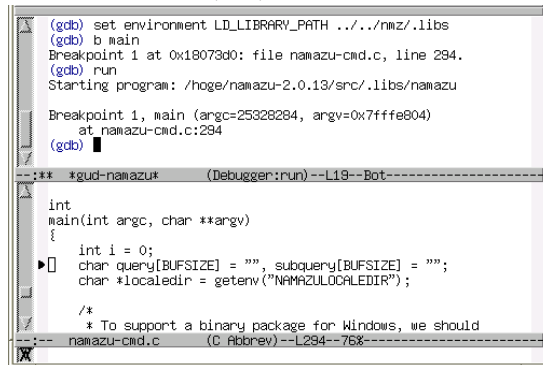 (gdb) set environment LD_LIBRARY_PATH ../../nmz/.libs
(gdb) b main
Breakpoint 1 at 0x18073d0: file namazu-cmd.c, line 294.
(gdb) run
Starting program: /hoge/namazu-2.0.13/src/.libs/namazu
Breakpoint 1, main (argc=25328284, argv=0x7fffe804)
at namazu-cmd.c:294
(gdb)
--:** *gud-namazu* (Debugger:run)--L19--Bot--------------------
int
main(int argc, char **argv)
{
int i = 0;
char query[BUFSIZE] = "", subquery[BUFSIZE] = "";
char *localedir = getenv("NAMAZULOCALEDIR");
/*
* To support a binary package for Windows, we should
--:-- namazu-cmd.c (C Abbrev)--L294--76%--------------------